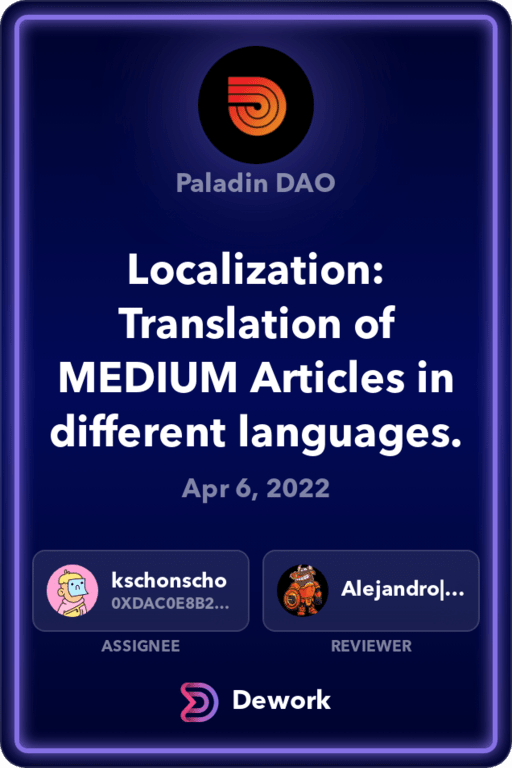 Paladin DAO
Localization:
Translation of
MEDIUM Articles in
different languages.
Apr 6, 2022
kschonscho
0XDAC0E8B2...
Alejandro|...
ASSIGNEE
REVIEWER
Dework